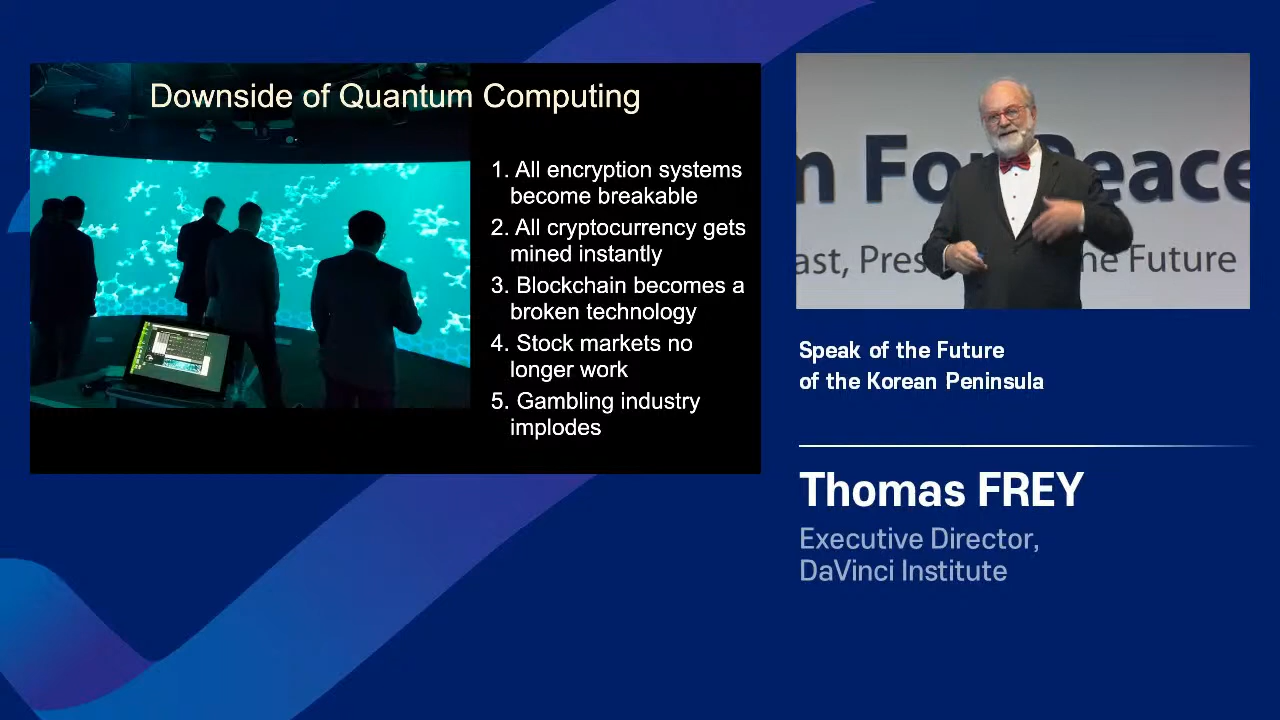 Downside of Quantum Computing
1. All encryption systems
become breakable
2. All cryptocurrency gets
mined instantly
3. Blockchain becomes a
broken technology
4. Stock markets no
longer work
5. Gambling industry
implodes
m For Peace
ast, Pres he Future
Speak of the Future
of the Korean Peninsula
Thomas FREY
Executive Director,
DaVinci Institute